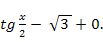 tg x/2 − √3 + 0.